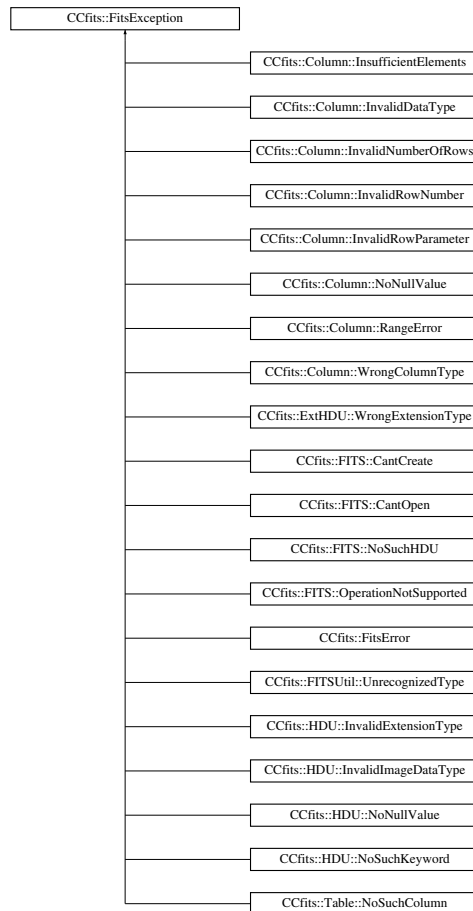 CCfits::FitsException
CCfits::Column::InsufficientElements
CCfits::Column::InvalidDataType
CCfits::Column::InvalidNumberOfRows
CCfits::Column::InvalidRowNumber
CCfits::Column::InvalidRowParameter
CCfits::Column::NoNullValue
CCfits::Column::RangeError
CCfits::Column::WrongColumnType
CCfits::ExtHDU::WrongExtensionType
CCfits::FITS::CantCreate
CCfits::FITS::CantOpen
CCfits::FITS::NoSuchHDU
CCfits::FITS::OperationNotSupported
CCfits::FitsError
CCfits::FITSUtil::UnrecognizedType
CCfits::HDU::InvalidExtensionType
CCfits::HDU::InvalidImageDataType
CCfits::HDU::NoNullValue
CCfits::HDU::NoSuchKeyword
CCfits::Table::NoSuchColumn